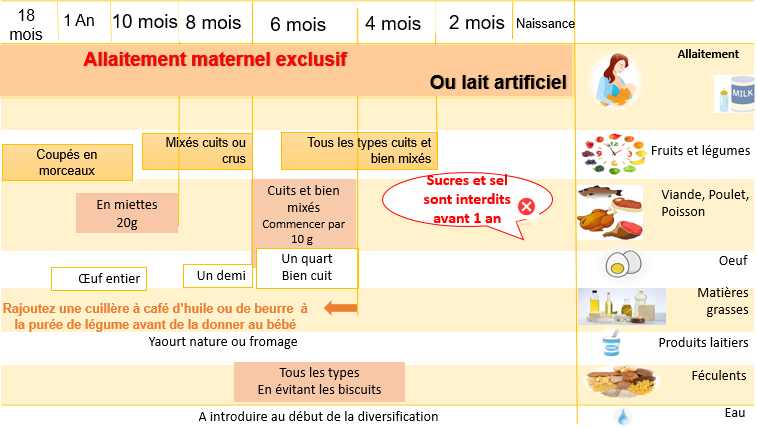 18
mois
1 An
10 mois
8 mois
6 mois
4 mois
2 mois
Naissance
Allaitement maternel exclusif
Ou lait artificiel
Allaitement
MILK
Coupés en
morceaux
Mixés cuits ou
crus
Tous les types cuits et
bien mixés
Fruits et légumes
En miettes
20g
Cuits et bien
mixés
Commencer par
10 g
Sucres et sel
sont interdits
avant 1 an
Viande, Poulet,
Poisson
Œuf entier
Un demi
Un quart
Bien cuit
Oeuf
Rajoutez une cuillère à café d’huile ou de beurre à
la purée de légume avant de la donner au bébé
Matières
grasses
Yaourt nature ou fromage
Produits laitiers
Tous les types
En évitant les biscuits
Féculents
A introduire au début de la diversification
Eau